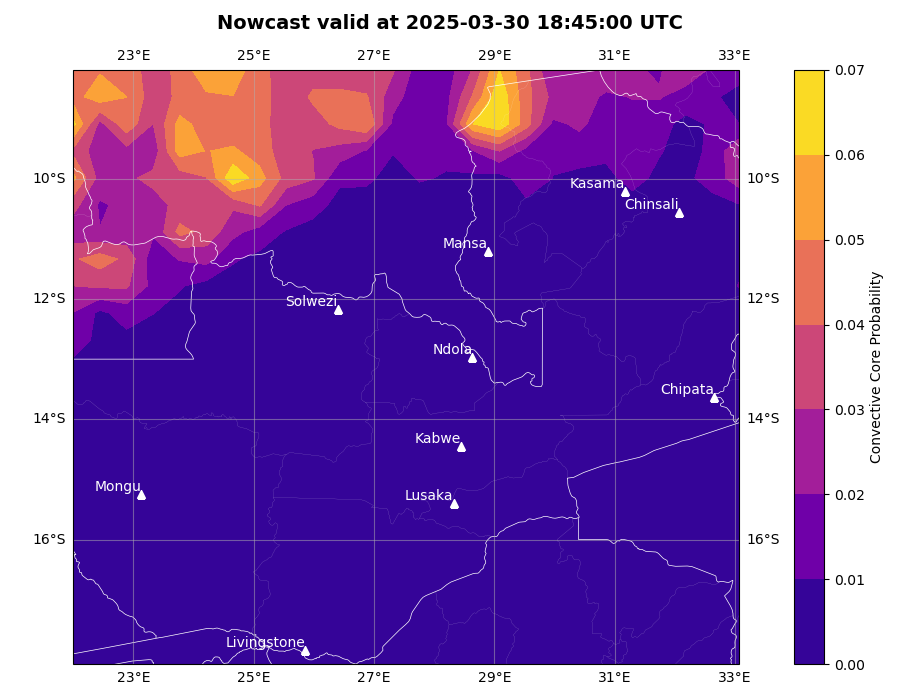 Nowcast valid at 2025-03-30 18:45:00 UTC
23°E 25°E 27°E 29°E 31°E 33°E
0.07
0.06
10°S Kasama 10°S
Chinsali
0.05
Mansa
12°S Solwezi 12°S
0.04
Ndola
Chipata
0.03
14°S 14°S
Kabwe
Mongu
Lusaka
0.02
16°S 16°S
0.01
Livingstone
0.00
23°E 25°E 27°E 29°E 31°E 33°E
Convective Core Probability